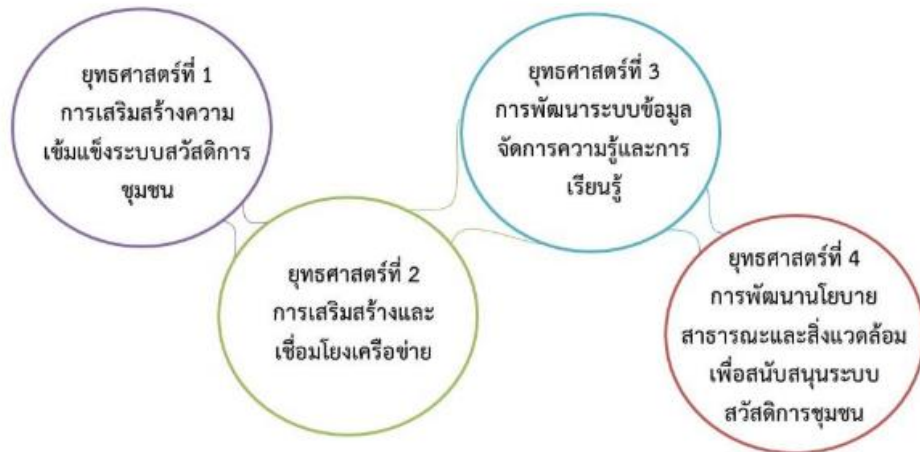 ยุทธศาสตร์ที่ 1
การเสริมสร้างความ
เข้มแข็งระบบสวัสดิการ
ชุมชน
ยุทธศาสตร์ที่ 2
การเสริมสร้างและ
เชื่อมโยงเครือข่าย
ยุทธศาสตร์ที่ 3
การพัฒนาระบบข้อมูล
จัดการความรู้และการ
เรียนรู้
ยุทธศาสตร์ที่ 4
การพัฒนานโยบาย
สาธารณะและสิ่งแวดล้อม
เพื่อสนับสนุนระบบ
สวัสดิการชุมชน